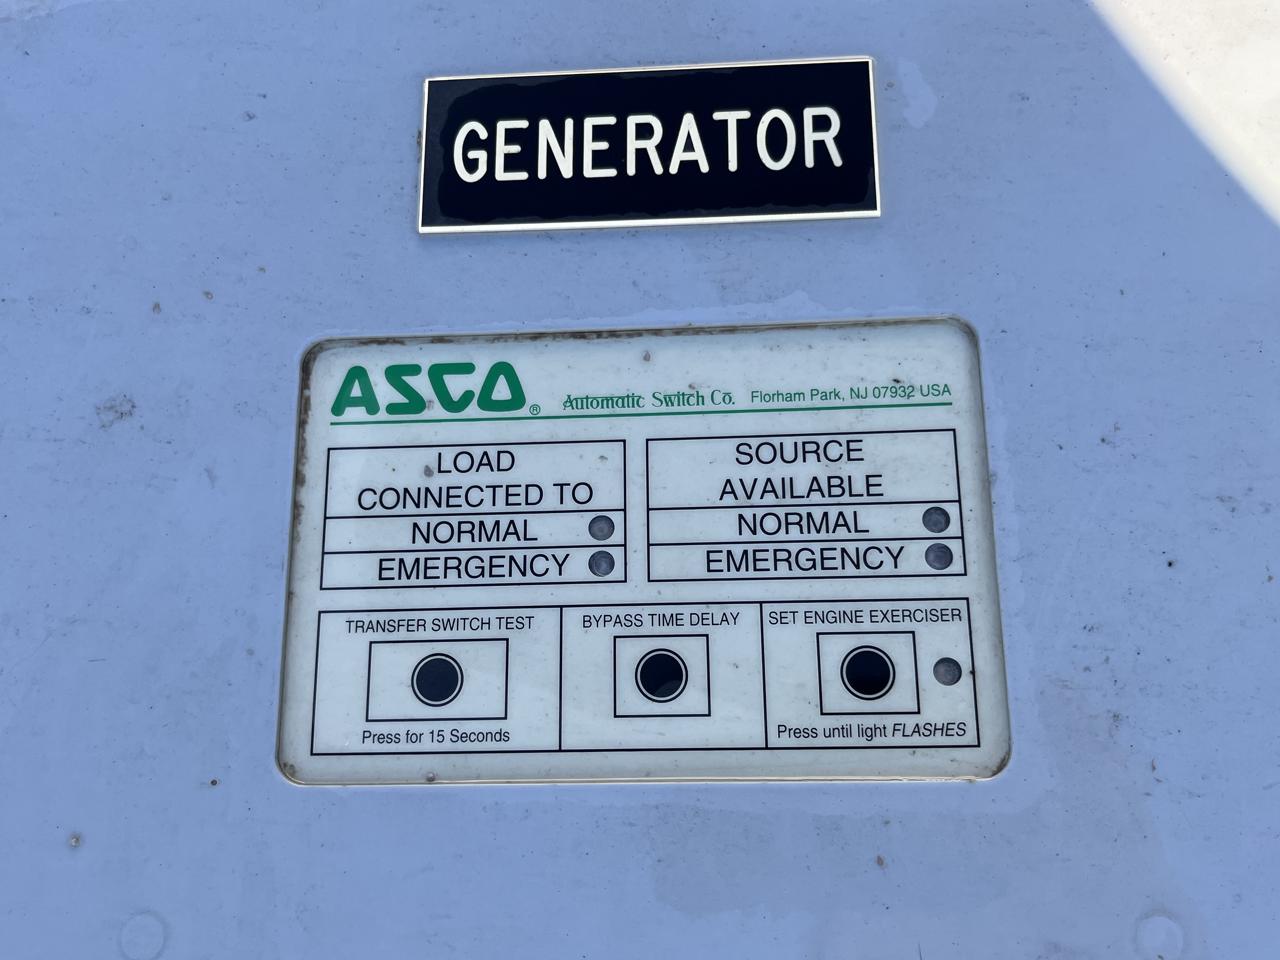 GENERATOR
ASCO® Automatic Switch Co. Florham Park, NJ 07932 USA
LOAD
CONNECTED TO
NORMAL
EMERGENCY
SOURCE
AVAILABLE
NORMAL
EMERGENCY
TRANSFER SWITCH TEST
Press for 15 Seconds
BYPASS TIME DELAY
SET ENGINE EXERCISER
Press until light FLASHES